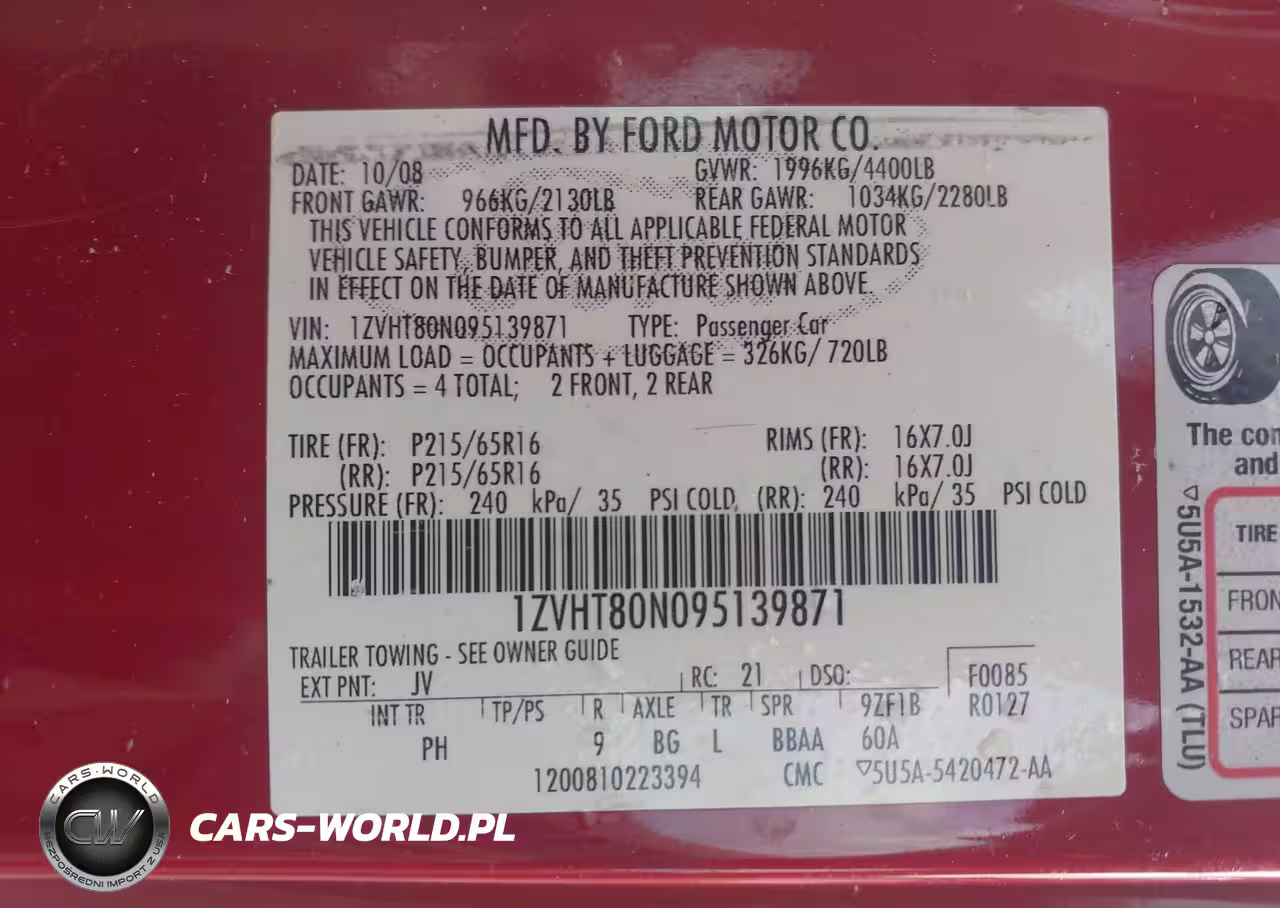 MFD. BY FORD MOTOR CO.
DATE: 10/08 GVWR: 1996KG/4400LB
FRONT GAWR: 966KG/2130LB REAR GAWR: 1034KG/2280LB
THIS VEHICLE CONFORMS TO ALL APPLICABLE FEDERAL MOTOR
VEHICLE SAFETY, BUMPER, AND THEFT PREVENTION STANDARDS
IN EFFECT ON THE DATE OF MANUFACTURE SHOWN ABOVE.
VIN: 1ZVHT80N095139871 TYPE: Passenger Car
MAXIMUM LOAD = OCCUPANTS + LUGGAGE = 326KG/ 720LB
OCCUPANTS = 4 TOTAL; 2 FRONT, 2 REAR
TIRE (FR): P215/65R16 RIMS (FR): 16X7.0J
(RR): P215/65R16 (RR): 16X7.0J
PRESSURE (FR): 240 kPa/ 35 PSI COLD, (RR): 240 kPa/ 35 PSI COLD
1ZVHT80N095139871
TRAILER TOWING - SEE OWNER GUIDE
EXT PNT: JV RC: 21 DSO: F0085
INT TR TP/PS R AXLE TR SPR 9ZF1B R0127
PH 9 BG L BBAA 60A
1200810223394 CMC ▽5U5A-5420472-AA
The con
and
▽5U5A-1532-AA (TLU)
TIRE
FRON
REAR
SPAR
CARS-WORLD
CW
BEZPOŚREDNI IMPORT Z USA
CARS-WORLD.PL